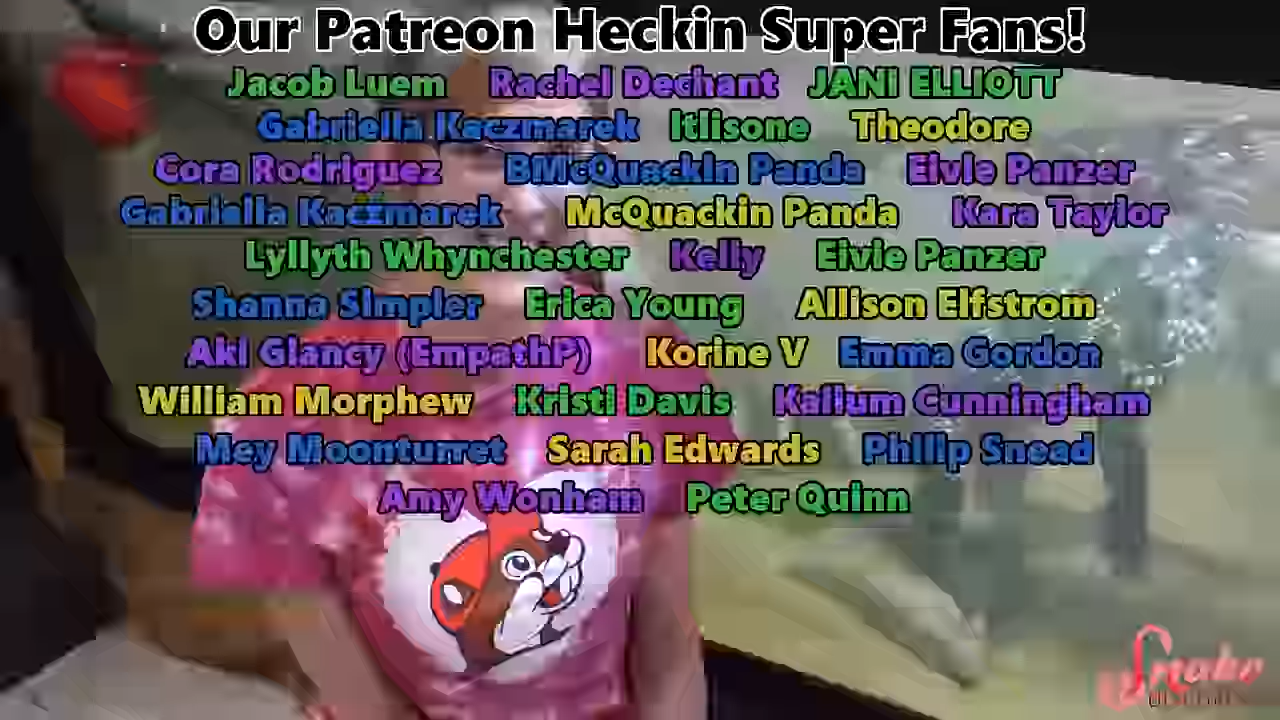 Our Patreon Heckin Super Fans!
Jacob Luem Rachel Dechant JANI ELLIOTT
Gabriella Kaczmarek Itlisone Theodore
Cora Rodriguez BMcQuackin Panda Eivie Panzer
Gabriella Kaczmarek McQuackin Panda Kara Taylor
Lyllyth Whynchester Kelly Eivie Panzer
Shanna Simpler Erica Young Allison Elfstrom
Aki Glancy (EmpathP) Korine V Emma Gordon
William Morphew Kristi Davis Kallum Cunningham
Mey Moonturret Sarah Edwards Philip Snead
Amy Wonham Peter Quinn
Snake